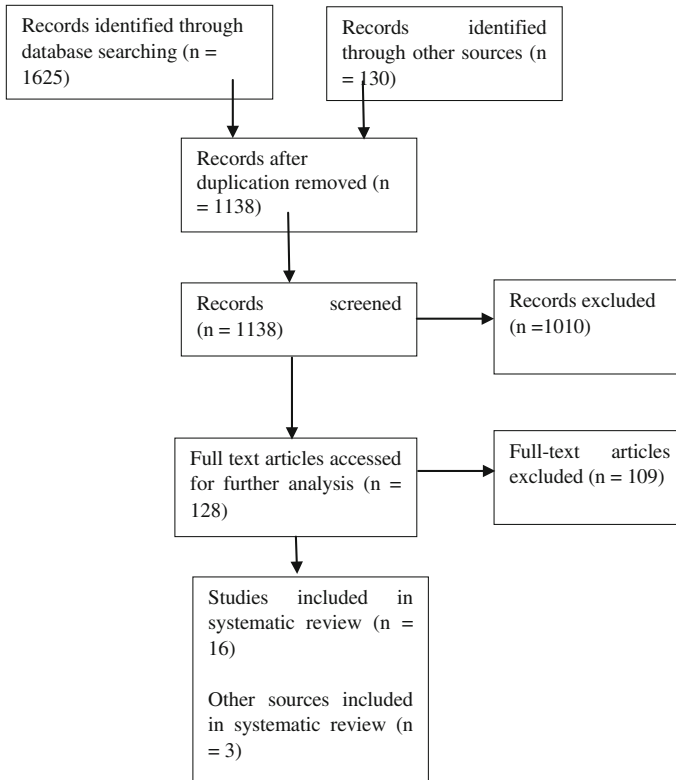 Records identified through
database searching (n =
1625)
Records identified
through other sources (n
= 130)
Records after
duplication removed (n
= 1138)
Records screened
(n = 1138)
Records excluded
(n =1010)
Full text articles accessed
for further analysis (n =
128)
Full-text articles
excluded (n = 109)
Studies included in
systematic review (n =
16)
Other sources included
in systematic review (n
= 3)